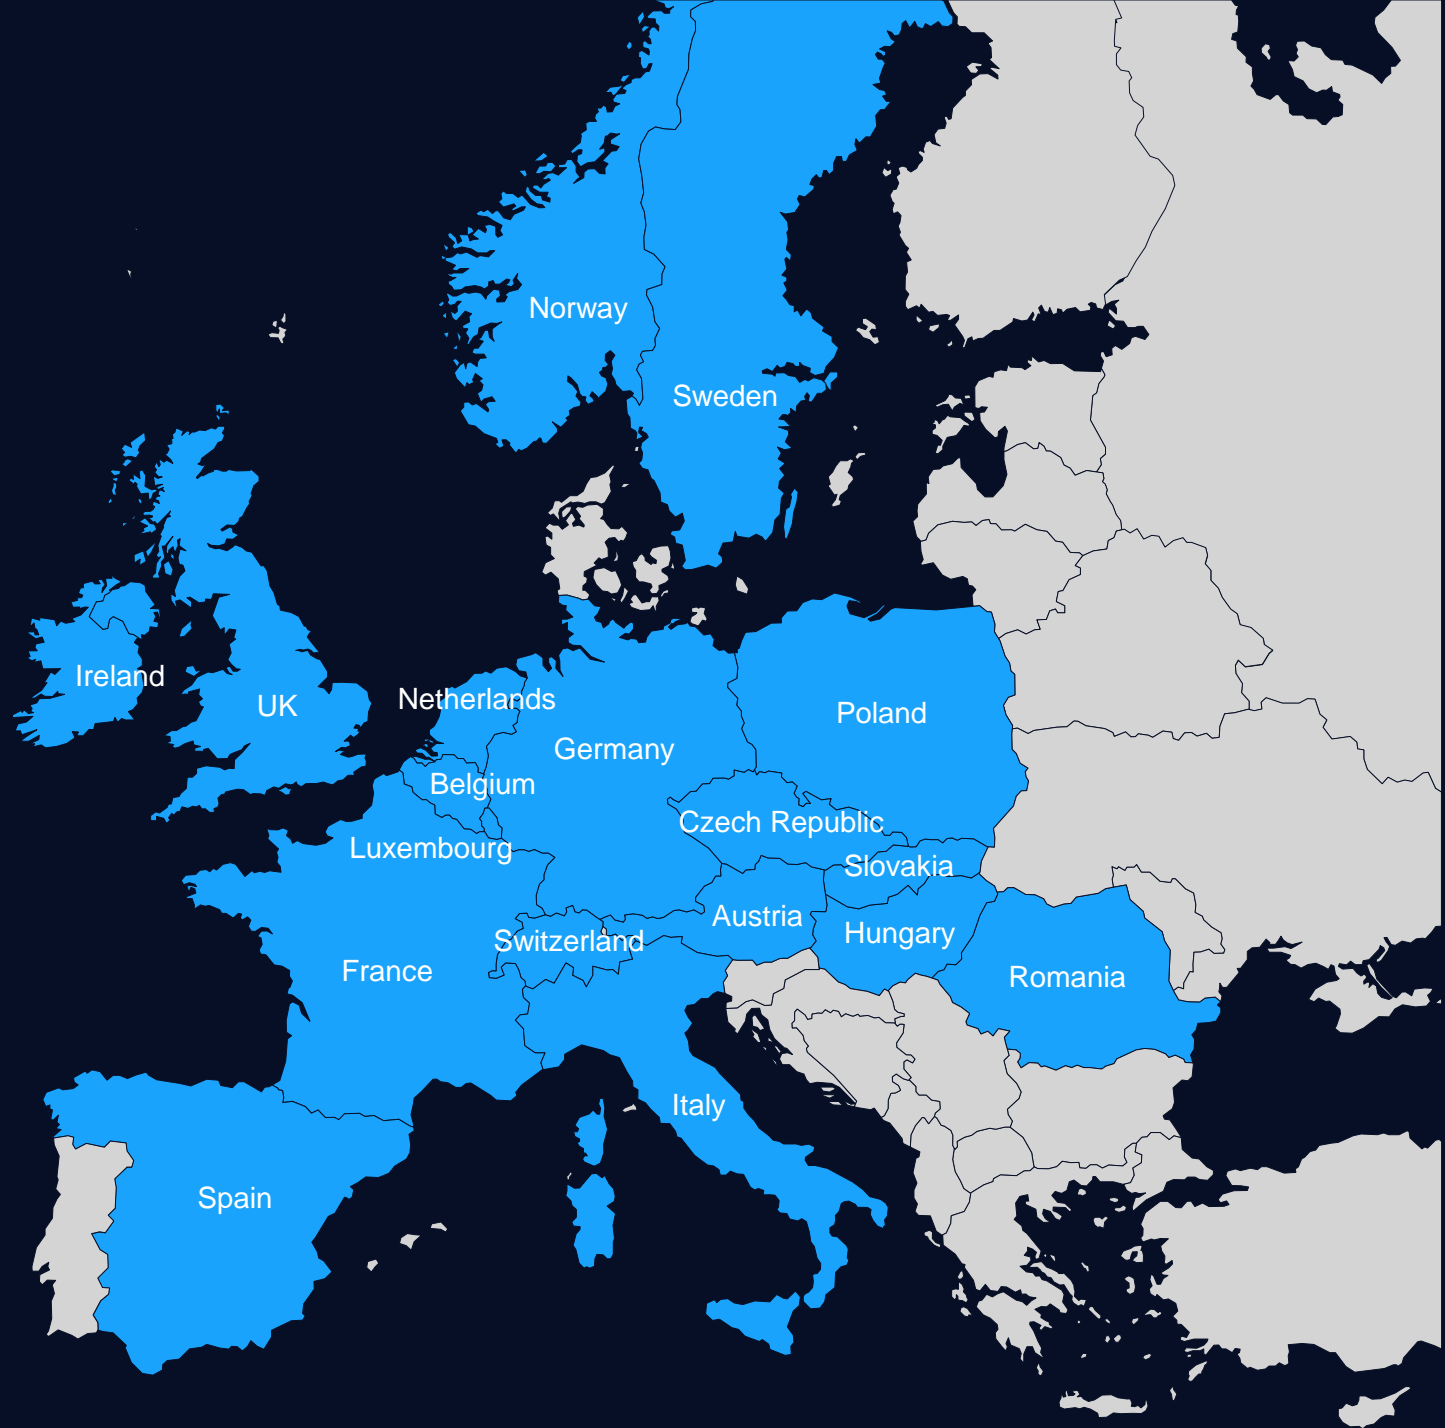 Norway
Sweden
Ireland
UK
Netherlands
Poland
Germany
Belgium
Czech Republic
Luxembourg
Slovakia
Austria
Hungary
Switzerland
France
Romania
Italy
Spain